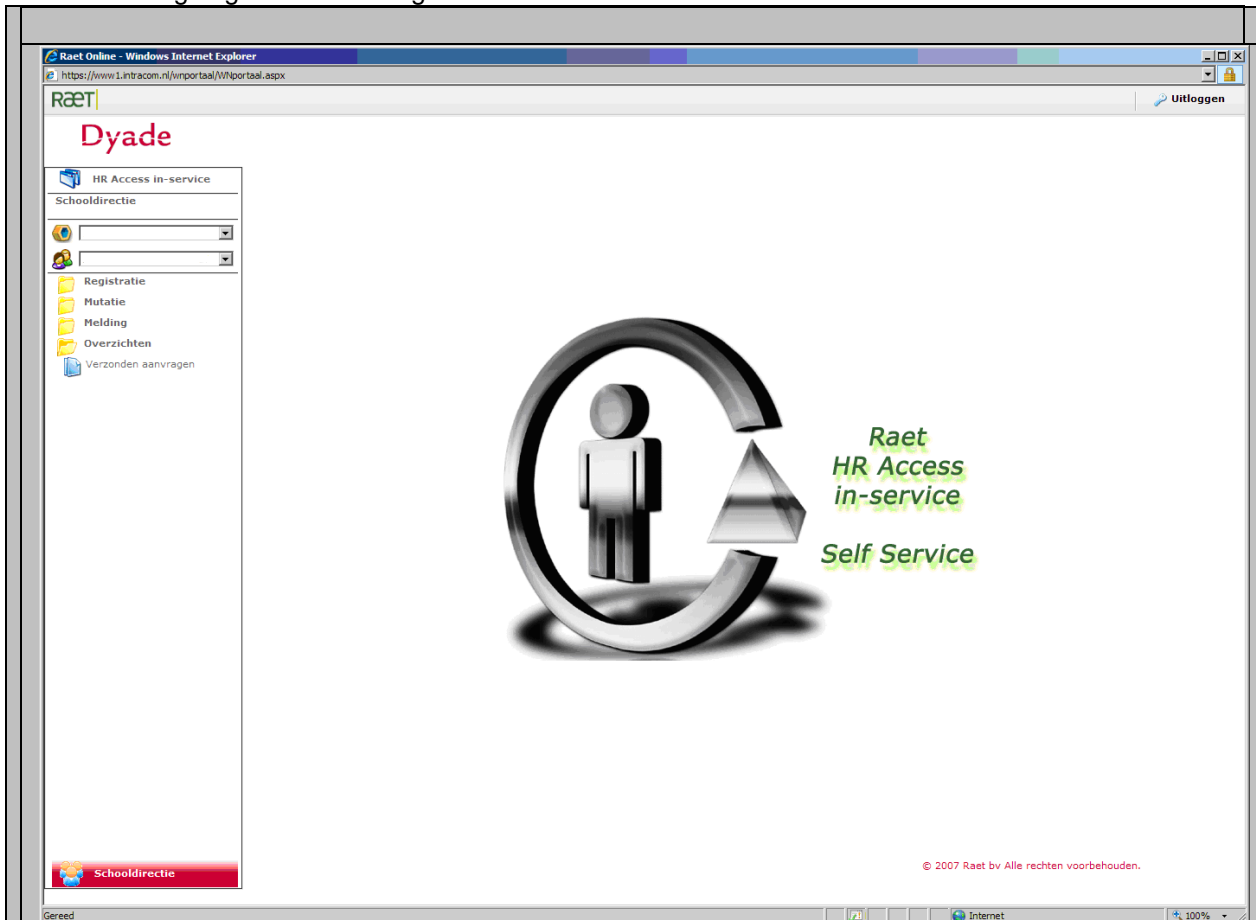 Raet Online - Windows Internet Explorer
https://www1.intracom.nl/wnportaal/WNportaal.aspx
RæT
Uitloggen
Dyade
HR Access in-service
Schooldirectie
Registratie
Mutatie
Melding
Overzichten
Verzonden aanvragen
Raet
HR Access
in-service
Self Service
© 2007 Raet bv Alle rechten voorbehouden.
Schooldirectie
Gereed
Internet
100%